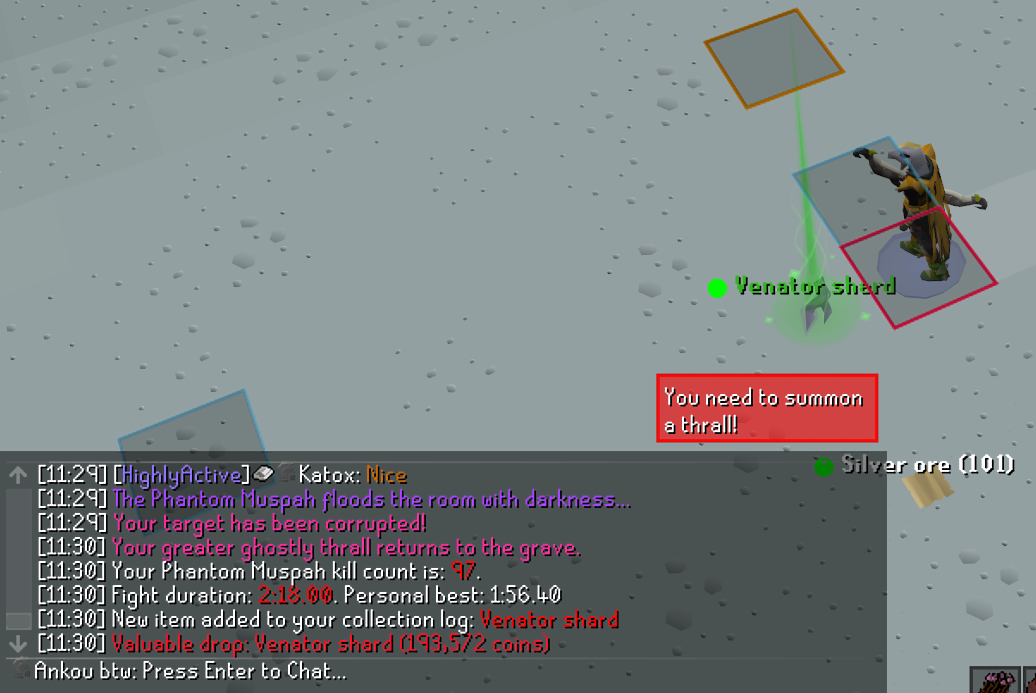 Venator shard
You need to summon
a thrall!
Silver ore (101)
[11:29] [HighlyActive] Katox: Nice
[11:29] The Phantom Muspah floods the room with darkness...
[11:29] Your target has been corrupted!
[11:30] Your greater ghostly thrall returns to the grave.
[11:30] Your Phantom Muspah kill count is: 97.
[11:30] Fight duration: 2:18.00. Personal best: 1:56.40
[11:30] New item added to your collection log: Venator shard
[11:30] Valuable drop: Venator shard (193,572 coins)
Ankou btw: Press Enter to Chat...